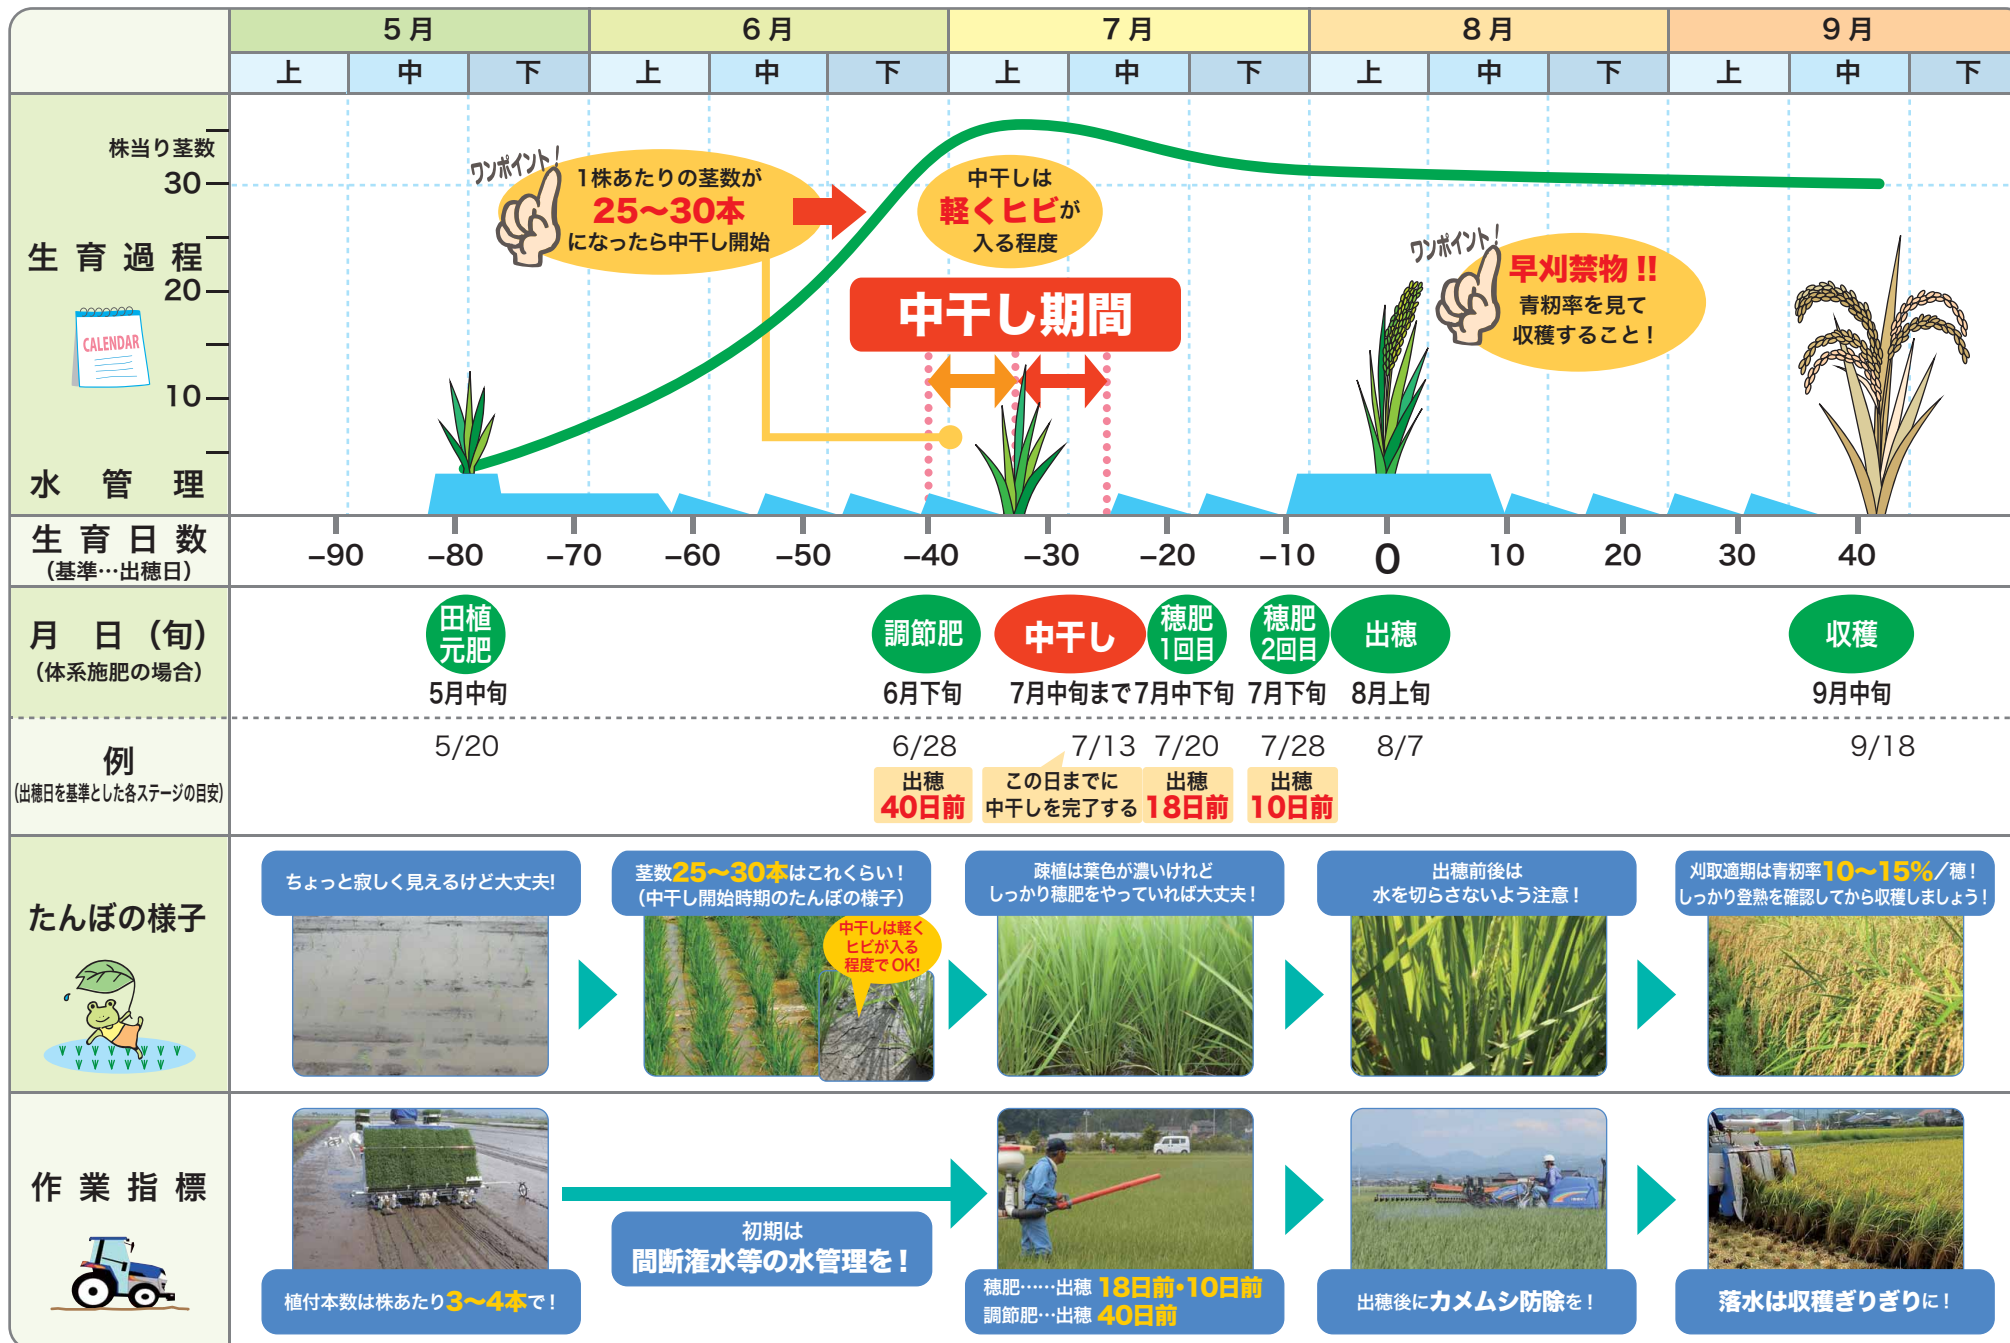 5月
6月
7月
8月
9月
上
中
下
上
中
下
上
中
下
上
中
下
上
中
下
株当り茎数
30
生育過程
20
CALENDAR
10
水管理
ワンポイント!
1株あたりの茎数が
25〜30本
になったら中干し開始
中干しは
軽くヒビが
入る程度
中干し期間
ワンポイント!
早刈禁物!!
青籾率を見て
収穫すること!
生育日数
(基準…出穂日)
−90
−80
−70
−60
−50
−40
−30
−20
−10
0
10
20
30
40
月日(旬)
(体系施肥の場合)
田植
元肥
5月中旬
調節肥
6月下旬
中干し
7月中旬まで
穂肥
1回目
7月中下旬
穂肥
2回目
7月下旬
出穂
8月上旬
収穫
9月中旬
例
(出穂日を基準とした各ステージの目安)
5/20
6/28
出穂
40日前
7/13
この日までに
中干しを完了する
7/20
出穂
18日前
7/28
出穂
10日前
8/7
9/18
たんぼの様子
ちょっと寂しく見えるけど大丈夫!
茎数25〜30本はこれくらい!
(中干し開始時期のたんぼの様子)
中干しは軽く
ヒビが入る
程度でOK!
疎植は葉色が濃いけれど
しっかり穂肥をやっていれば大丈夫!
出穂前後は
水を切らさないよう注意!
刈取適期は青籾率10〜15%/穂!
しっかり登熟を確認してから収穫しましょう!
作業指標
植付本数は株あたり3〜4本で!
初期は
間断潅水等の水管理を!
穂肥……出穂 18日前・10日前
調節肥…出穂 40日前
出穂後にカメムシ防除を!
落水は収穫ぎりぎりに!